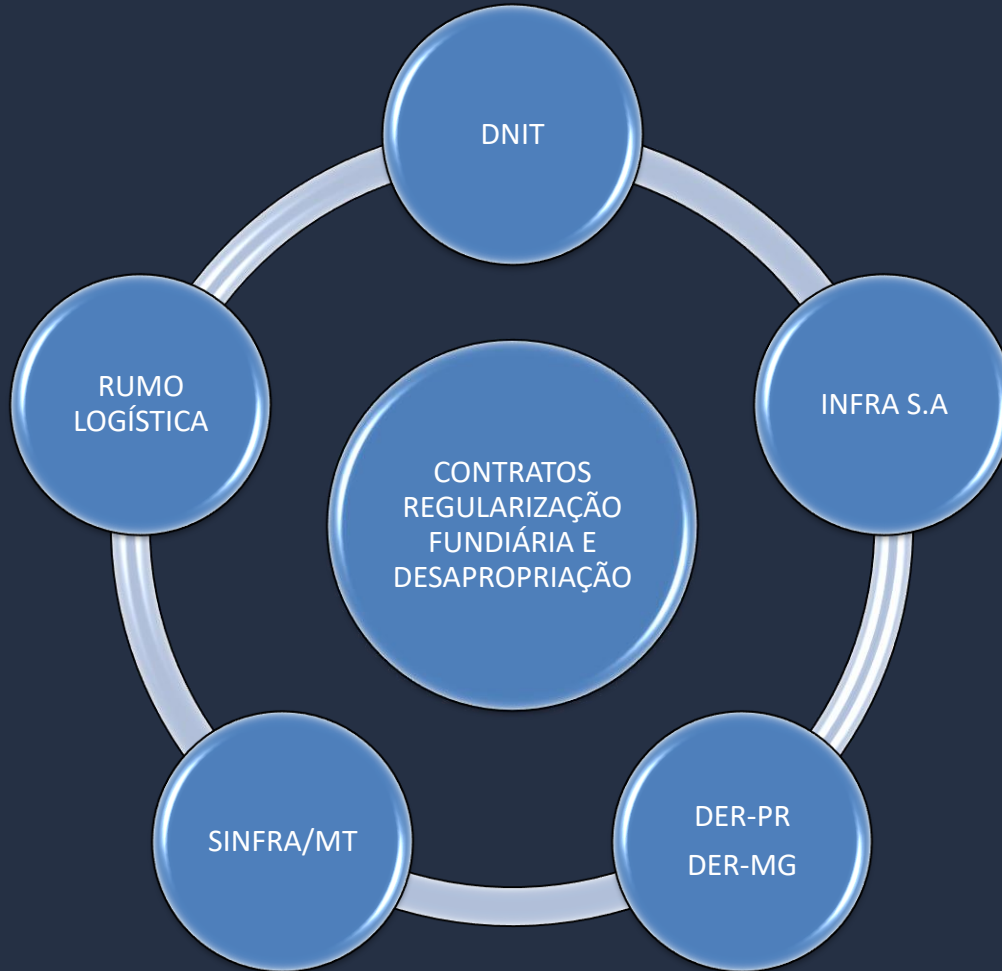 DNIT
RUMO
LOGÍSTICA
INFRA S.A
CONTRATOS
REGULARIZAÇÃO
FUNDIÁRIA E
DESAPROPRIAÇÃO
SINFRA/MT
DER-PR
DER-MG